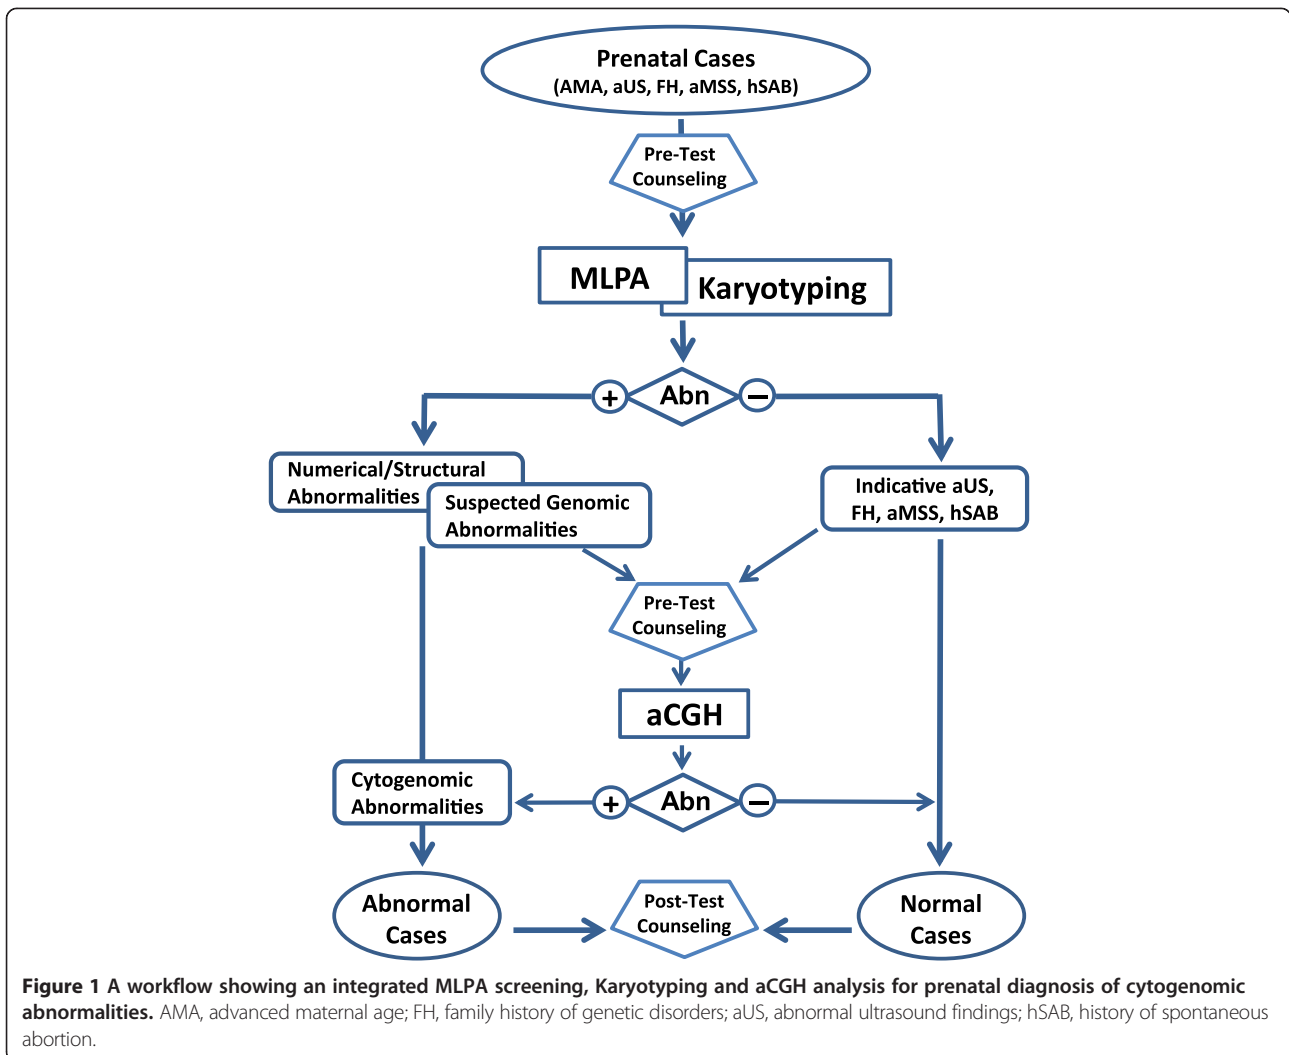 Prenatal Cases
(AMA, aUS, FH, aMSS, hSAB)
Pre-Test
Counseling
MLPA
Karyotyping
+
Abn
−
Numerical/Structural
Abnormalities
Suspected Genomic
Abnormalities
Indicative aUS,
FH, aMSS, hSAB
Pre-Test
Counseling
aCGH
Cytogenomic
Abnormalities
+
Abn
−
Abnormal
Cases
Post-Test
Counseling
Normal
Cases
Figure 1 A workflow showing an integrated MLPA screening, Karyotyping and aCGH analysis for prenatal diagnosis of cytogenomic
abnormalities. AMA, advanced maternal age; FH, family history of genetic disorders; aUS, abnormal ultrasound findings; hSAB, history of spontaneous
abortion.